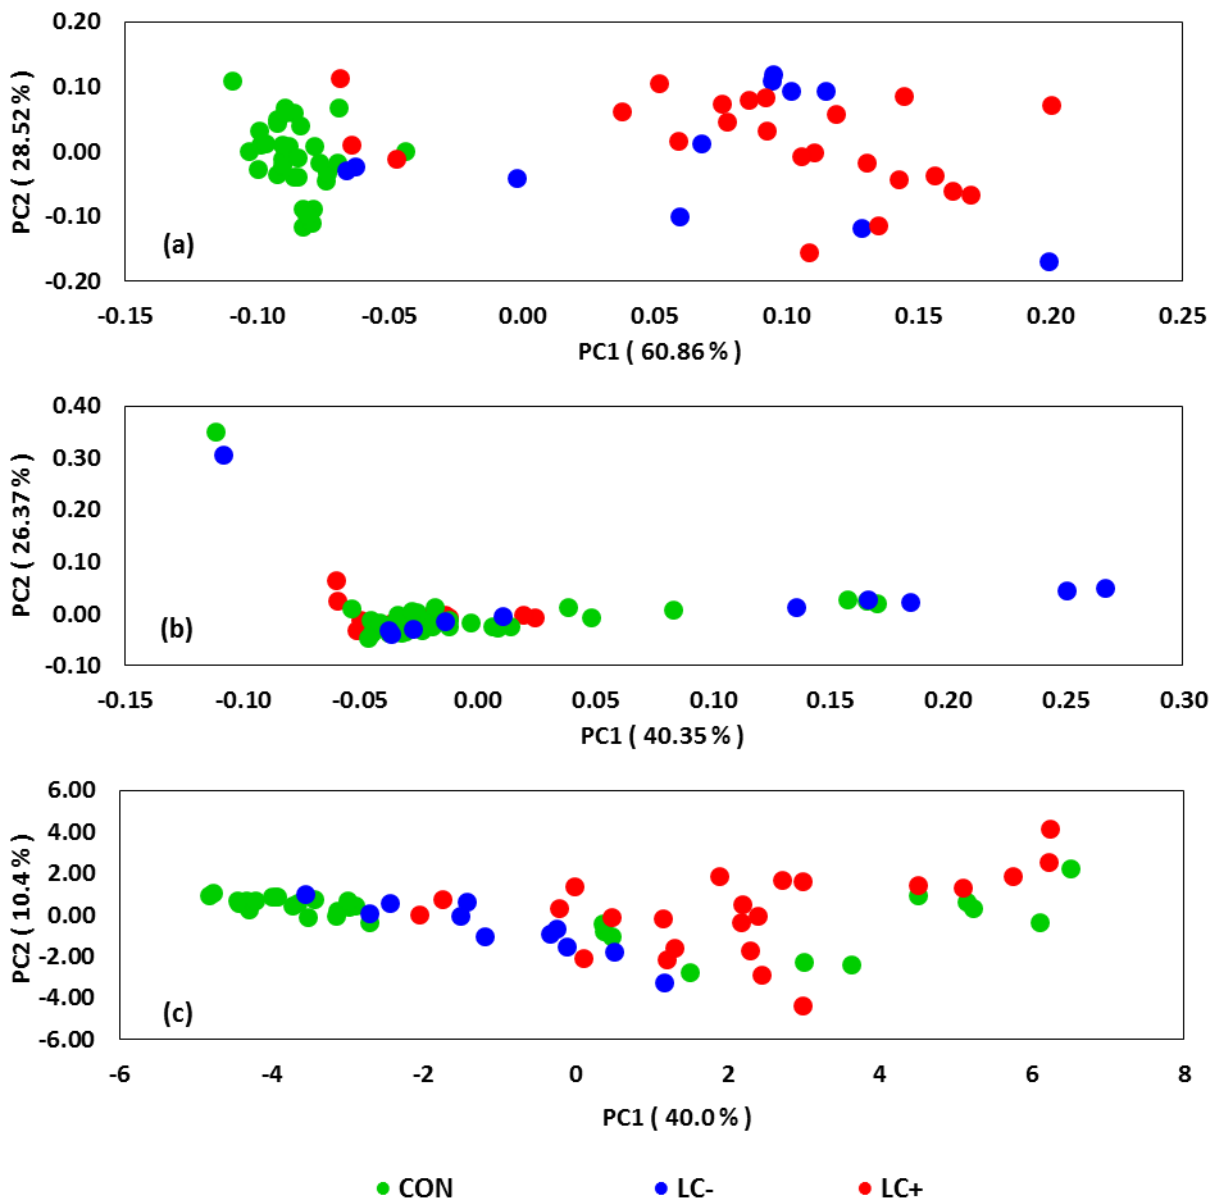 0.20
0.10
0.00
-0.10
-0.20
PC2 ( 28.52 % )
(a)
-0.15 -0.10 -0.05 0.00 0.05 0.10 0.15 0.20 0.25
PC1 ( 60.86 % )
0.40
0.30
0.20
0.10
0.00
-0.10
PC2 ( 26.37 % )
(b)
-0.15 -0.10 -0.05 0.00 0.05 0.10 0.15 0.20 0.25 0.30
PC1 ( 40.35 % )
6.00
4.00
2.00
0.00
-2.00
-4.00
-6.00
PC2 ( 10.4 % )
(c)
-6 -4 -2 0 2 4 6 8
PC1 ( 40.0 % )
CON LC- LC+